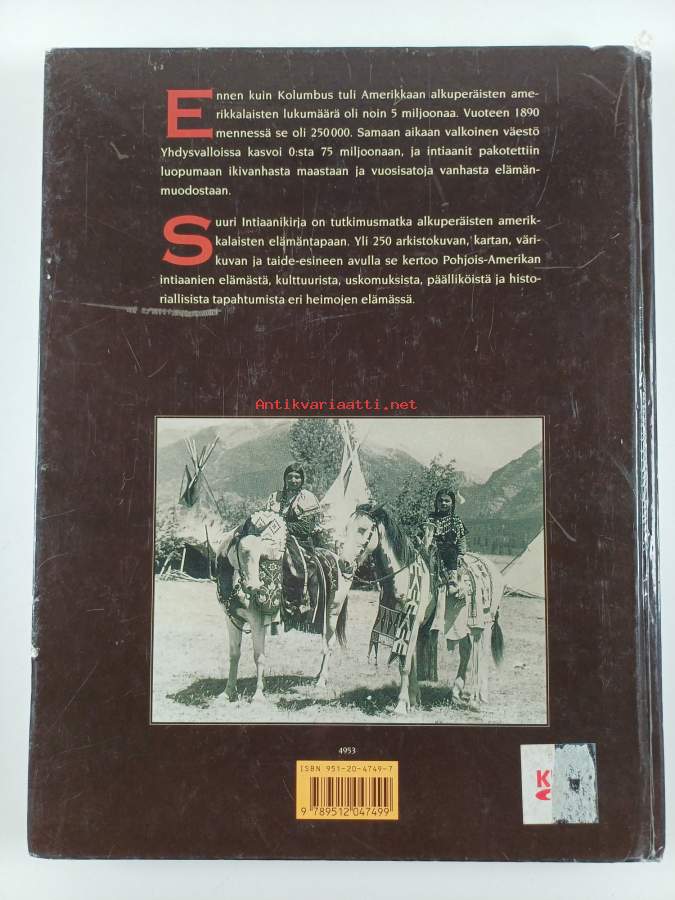 Ennen kuin Kolumbus tuli Amerikkaan alkuperäisten ame-
rikkalaisten lukumäärä oli noin 5 miljoonaa. Vuoteen 1890
mennessä se oli 250 000. Samaan aikaan valkoinen väestö
Yhdysvalloissa kasvoi 0:sta 75 miljoonaan, ja intiaanit pakotettiin
luopumaan ikivanhasta maastaan ja vuosisatoja vanhasta elämän-
muodostaan.
Suuri Intiaanikirja on tutkimusmatka alkuperäisten amerik-
kalaisten elämäntapaan. Yli 250 arkistokuvan, kartan, väri-
kuvan ja taide-esineen avulla se kertoo Pohjois-Amerikan
intiaanien elämästä, kulttuurista, uskomuksista, päälliköistä ja histo-
riallisista tapahtumista eri heimojen elämässä.
Antikvariaatti.net
4953
ISBN 951-20-4749-7
9 789512 047499